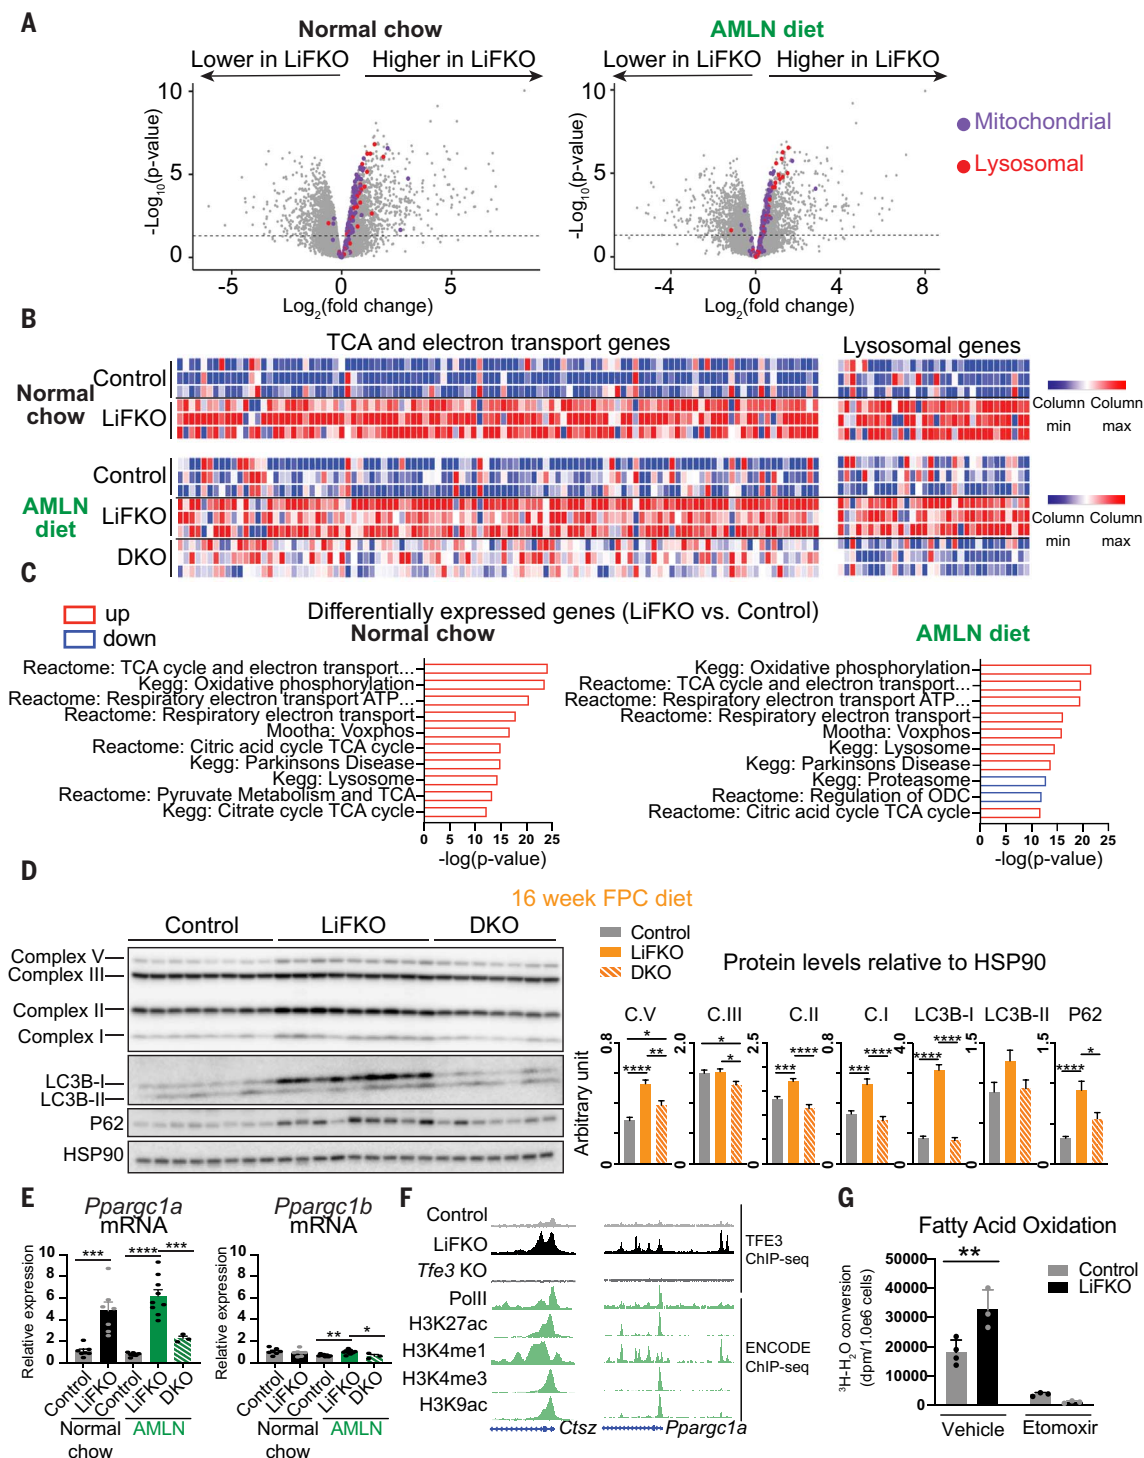 A
Normal chow
AMLN diet
Lower in LiFKO
Higher in LiFKO
Lower in LiFKO
Higher in LiFKO
10
5
0
-Log10(p-value)
-5
0
5
Log2(fold change)
10
5
0
-Log10(p-value)
-4
0
4
8
Log2(fold change)
Mitochondrial
Lysosomal
B
TCA and electron transport genes
Lysosomal genes
Normal chow
Control
LiFKO
Column min
Column max
AMLN diet
Control
LiFKO
DKO
Column min
Column max
C
up
down
Differentially expressed genes (LiFKO vs. Control)
Normal chow
AMLN diet
Reactome: TCA cycle and electron transport...
Kegg: Oxidative phosphorylation
Reactome: Respiratory electron transport ATP...
Reactome: Respiratory electron transport
Mootha: Voxphos
Reactome: Citric acid cycle TCA cycle
Kegg: Parkinsons Disease
Kegg: Lysosome
Reactome: Pyruvate Metabolism and TCA
Kegg: Citrate cycle TCA cycle
0 5 10 15 20 25
-log(p-value)
Kegg: Oxidative phosphorylation
Reactome: TCA cycle and electron transport...
Reactome: Respiratory electron transport ATP...
Reactome: Respiratory electron transport
Mootha: Voxphos
Kegg: Lysosome
Kegg: Parkinsons Disease
Kegg: Proteasome
Reactome: Regulation of ODC
Reactome: Citric acid cycle TCA cycle
0 5 10 15 20 25
-log(p-value)
D
16 week FPC diet
Control
LiFKO
DKO
Complex V
Complex III
Complex II
Complex I
LC3B-I
LC3B-II
P62
HSP90
Control
LiFKO
DKO
Protein levels relative to HSP90
Arbitrary unit
C.V
0.8
0
*
**
****
C.III
2.0
0
*
*
C.II
2.5
0
***
****
C.I
0.8
0
***
****
LC3B-I
4.0
0
****
****
LC3B-II
1.5
0
P62
1.5
0
****
*
E
Ppargc1a
mRNA
Relative expression
10
8
6
4
2
0
***
****
***
Control
LiFKO
Control
LiFKO
DKO
Normal chow
AMLN
Ppargc1b
mRNA
Relative expression
10
8
6
4
2
0
**
*
Control
LiFKO
Control
LiFKO
DKO
Normal chow
AMLN
F
Control
LiFKO
Tfe3 KO
PolII
H3K27ac
H3K4me1
H3K4me3
H3K9ac
TFE3 ChIP-seq
ENCODE ChIP-seq
Ctsz
Ppargc1a
G
Fatty Acid Oxidation
**
Control
LiFKO
3H-H2O conversion
(dpm/1.0e6 cells)
50000
40000
30000
20000
10000
0
Vehicle
Etomoxir